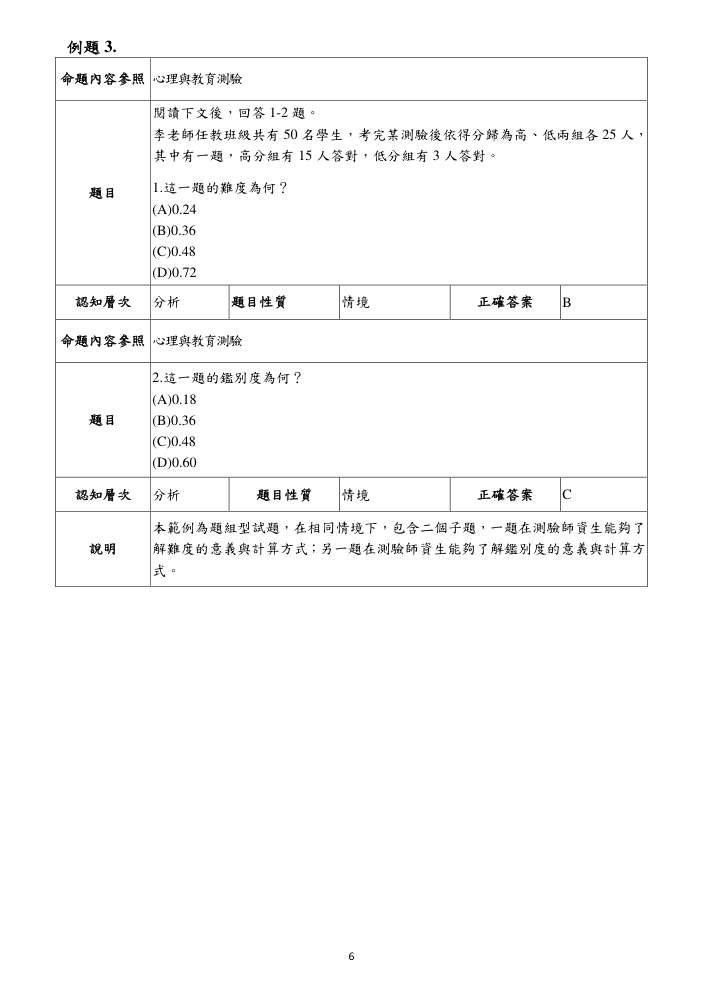 例題 3.
命題內容參照 心理與教育測驗
閱讀下文後，回答 1-2 題。
李老師任教班級共有 50 名學生，考完某測驗後依得分歸為高、低兩組各 25 人，
其中有一題，高分組有 15 人答對，低分組有 3 人答對。
題目
1.這一題的難度為何？
(A)0.24
(B)0.36
(C)0.48
(D)0.72
認知層次 分析 題目性質 情境 正確答案 B
命題內容參照 心理與教育測驗
題目
2.這一題的鑑別度為何？
(A)0.18
(B)0.36
(C)0.48
(D)0.60
認知層次 分析 題目性質 情境 正確答案 C
說明
本範例為題組型試題，在相同情境下，包含二個子題，一題在測驗師資生能夠了
解難度的意義與計算方式；另一題在測驗師資生能夠了解鑑別度的意義與計算方
式。
6